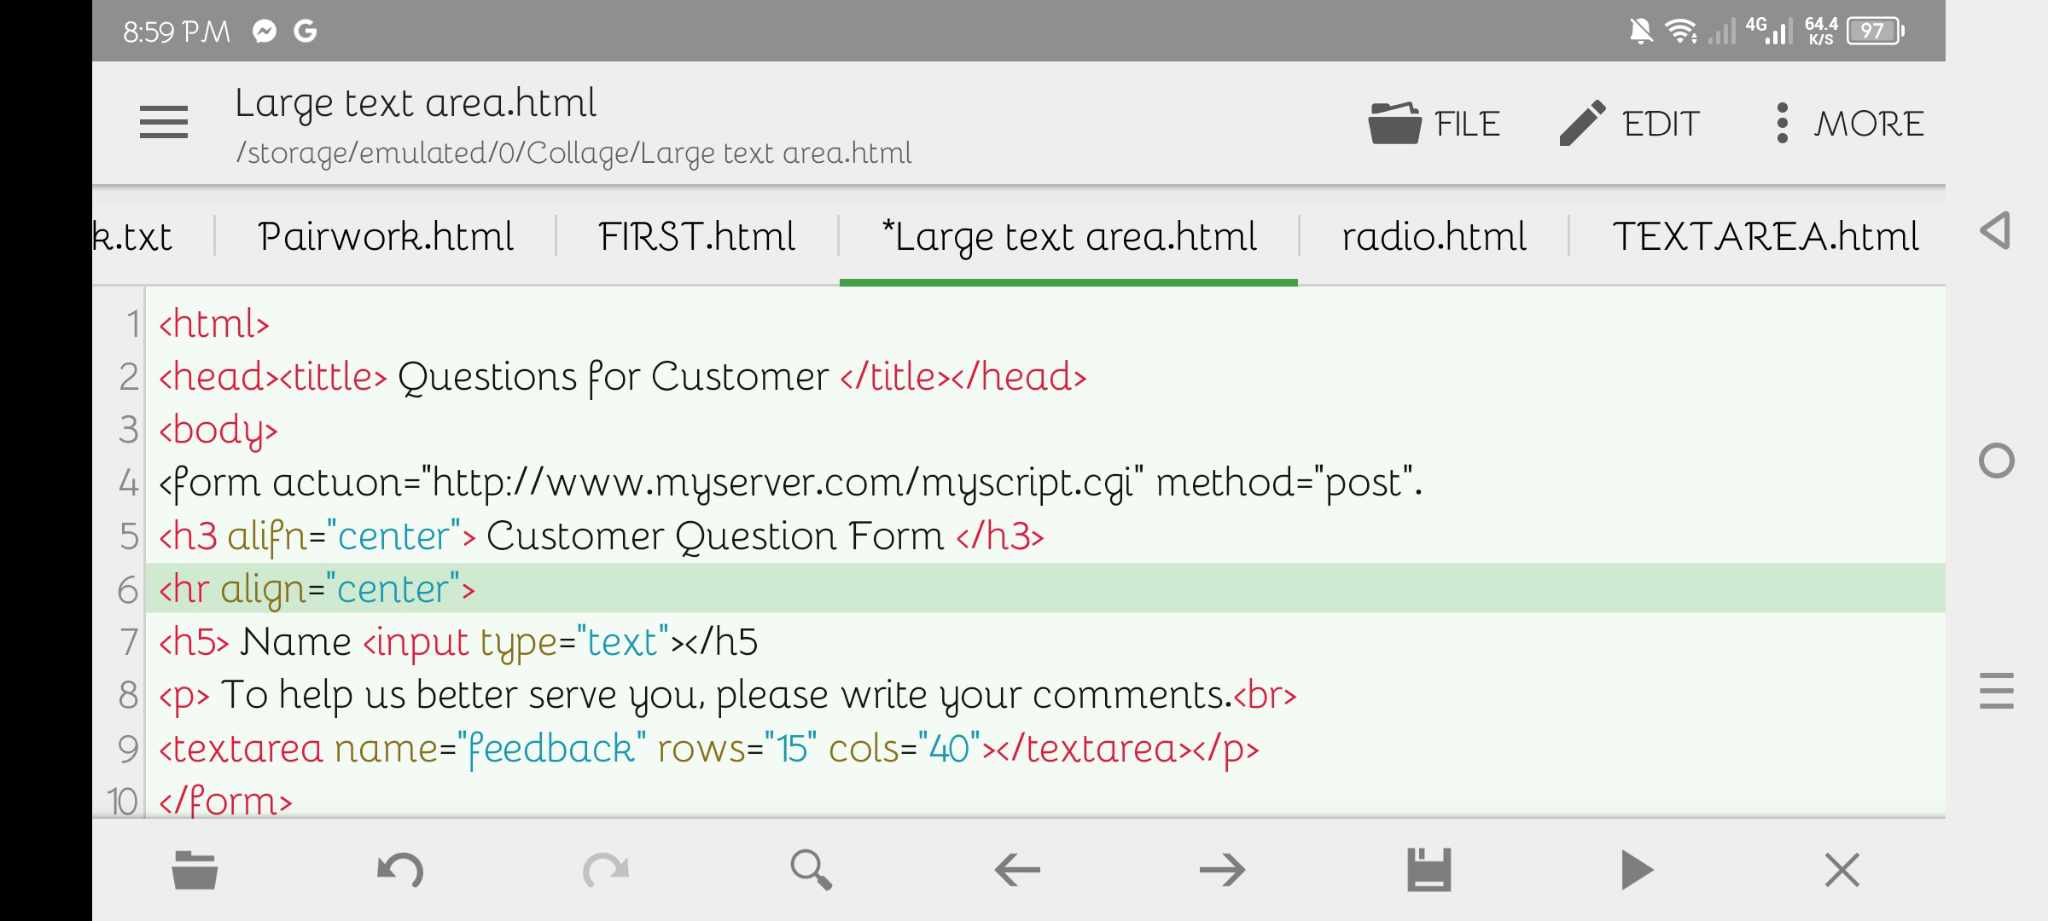 8:59 PM
4G 64.4 K/S 97
Large text area.html
/storage/emulated/0/Collage/Large text area.html
FILE EDIT MORE
k.txt Pairwork.html FIRST.html *Large text area.html radio.html TEXTAREA.html
1 <html>
2 <head><tittle> Questions for Customer </title></head>
3 <body>
4 <form actuon="http://www.myserver.com/myscript.cgi" method="post".
5 <h3 alifn="center"> Customer Question Form </h3>
6 <hr align="center">
7 <h5> Name <input type="text"></h5
8 <p> To help us better serve you, please write your comments.<br>
9 <textarea name="feedback" rows="15" cols="40"></textarea></p>
10 </form>